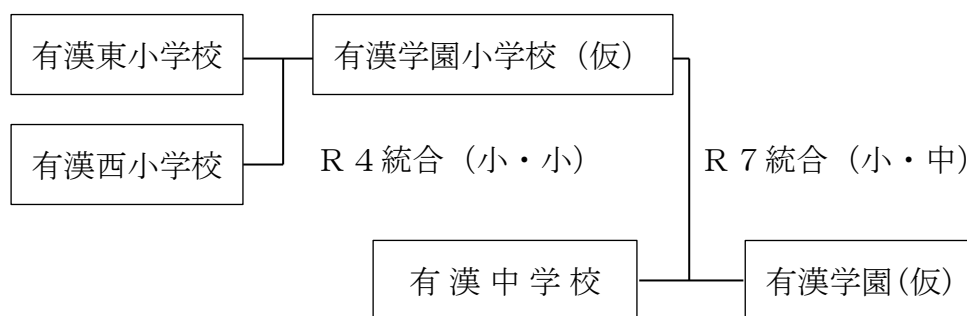 有漢東小学校
有漢学園小学校（仮）
有漢西小学校
Ｒ４統合（小・小）
Ｒ７統合（小・中）
有漢中学校
有漢学園(仮)